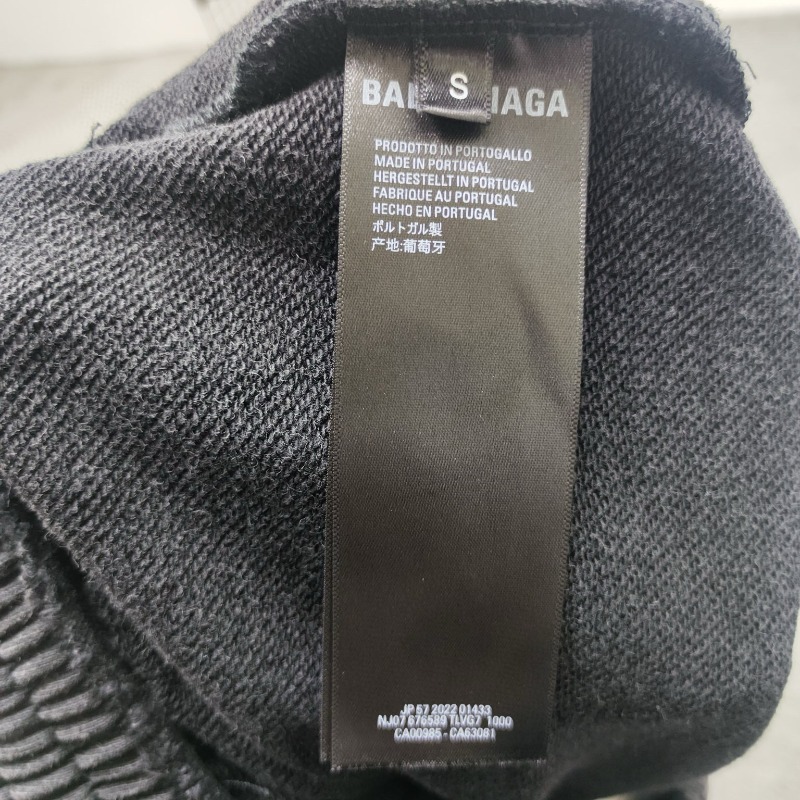 S
BAL IAGA
PRODOTTO IN PORTOGALLO
MADE IN PORTUGAL
HERGESTELLT IN PORTUGAL
FABRIQUE AU PORTUGAL
HECHO EN PORTUGAL
ポルトガル製
产地:葡萄牙
JP 57 2022 01433
NJ07 676589 TLVG7 1000
CA00985 - CA63081